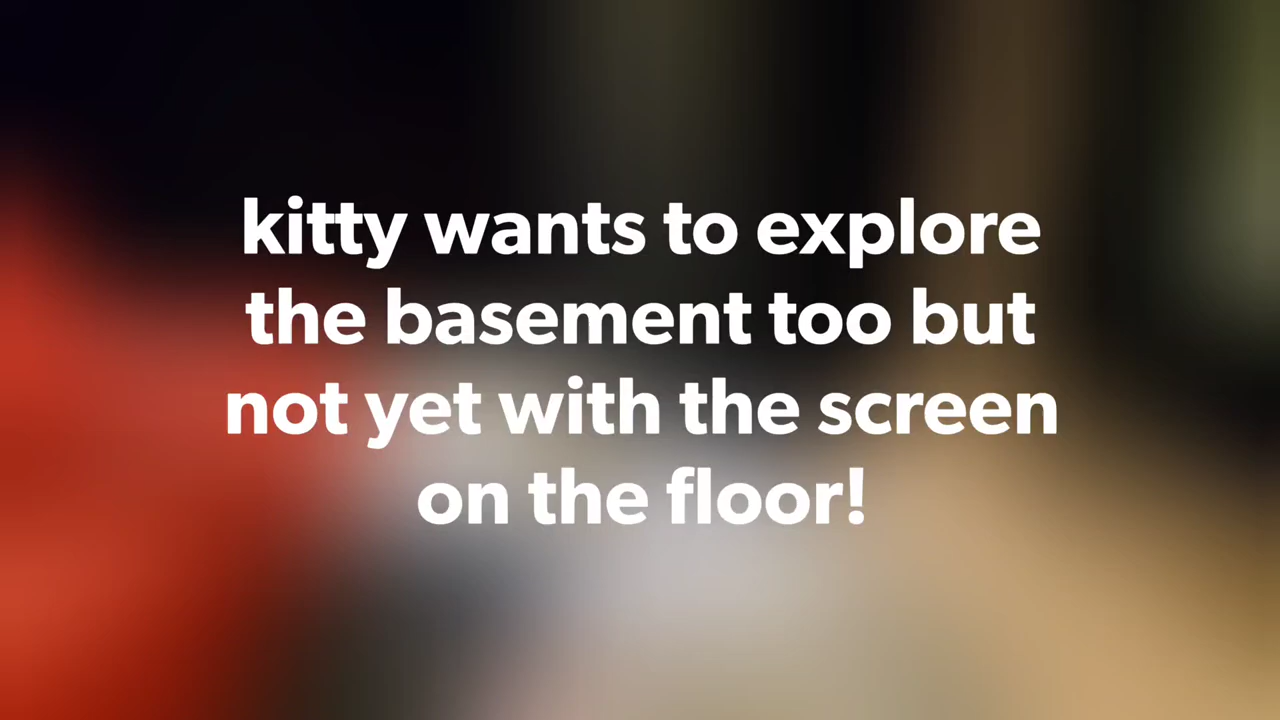 kitty wants to explore
the basement too but
not yet with the screen
on the floor!